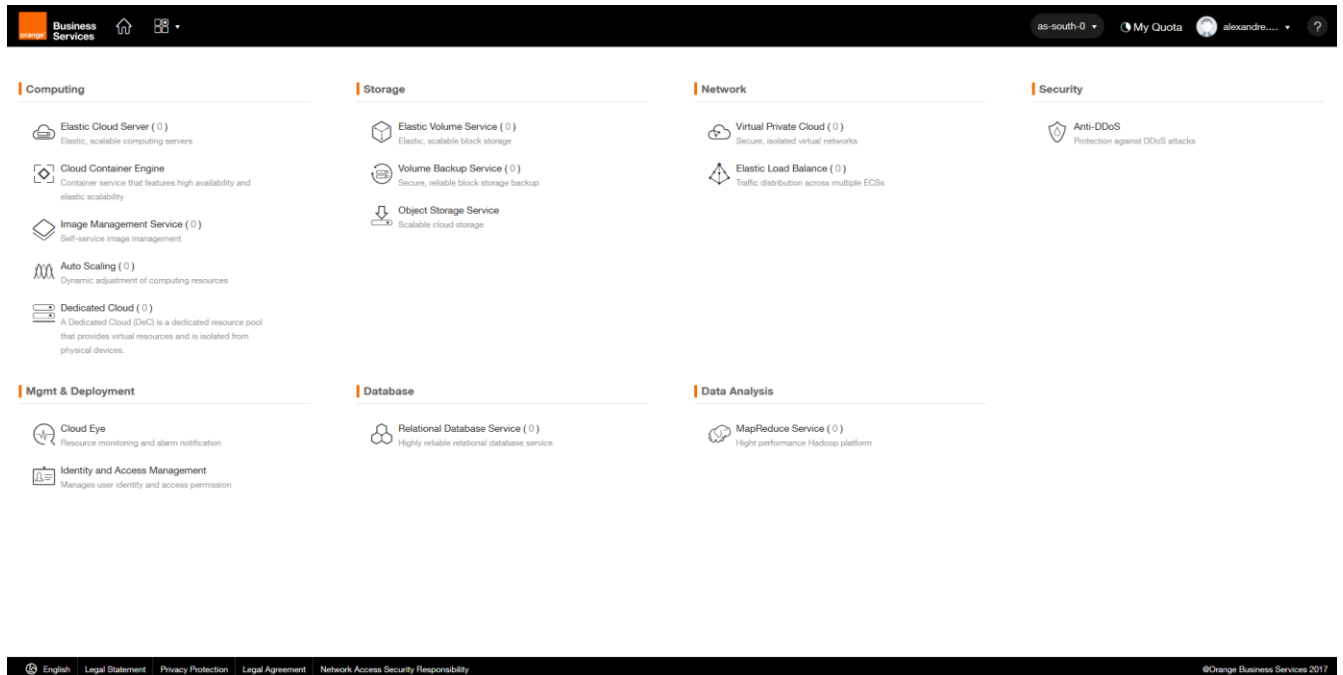 orange Business Services
as-south-0
My Quota
alexandre....
?
Computing
Elastic Cloud Server ( 0 )
Elastic, scalable computing servers
Cloud Container Engine
Container service that features high availability and
elastic scalability
Image Management Service ( 0 )
Self-service image management
Auto Scaling ( 0 )
Dynamic adjustment of computing resources
Dedicated Cloud ( 0 )
A Dedicated Cloud (DeC) is a dedicated resource pool
that provides virtual resources and is isolated from
physical devices.
Storage
Elastic Volume Service ( 0 )
Elastic, scalable block storage
Volume Backup Service ( 0 )
Secure, reliable block storage backup
Object Storage Service
Scalable cloud storage
Network
Virtual Private Cloud ( 0 )
Secure, isolated virtual networks
Elastic Load Balance ( 0 )
Traffic distribution across multiple ECSs
Security
Anti-DDoS
Protection against DDoS attacks
Mgmt & Deployment
Cloud Eye
Resource monitoring and alarm notification
Identity and Access Management
Manages user identity and access permission
Database
Relational Database Service ( 0 )
Highly reliable relational database service
Data Analysis
MapReduce Service ( 0 )
Hight performance Hadoop platform
English
Legal Statement
Privacy Protection
Legal Agreement
Network Access Security Responsibility
©Orange Business Services 2017